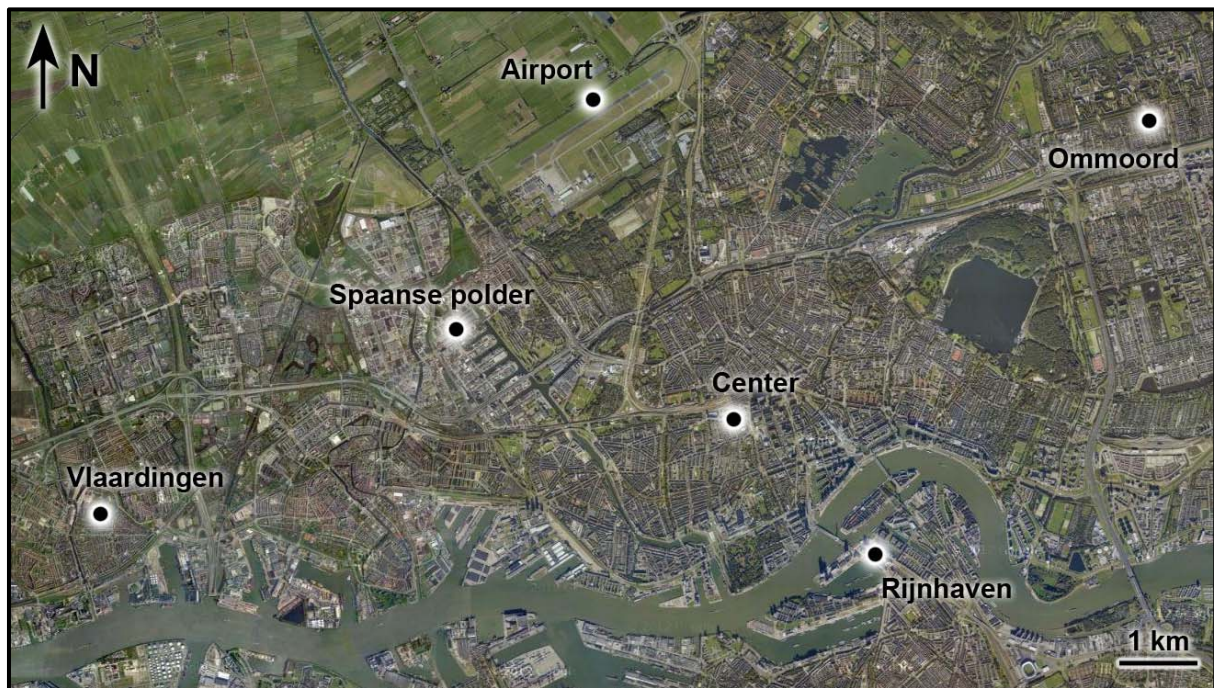 N
Airport
Ommoord
Spaanse polder
Center
Vlaardingen
Rijnhaven
1 km